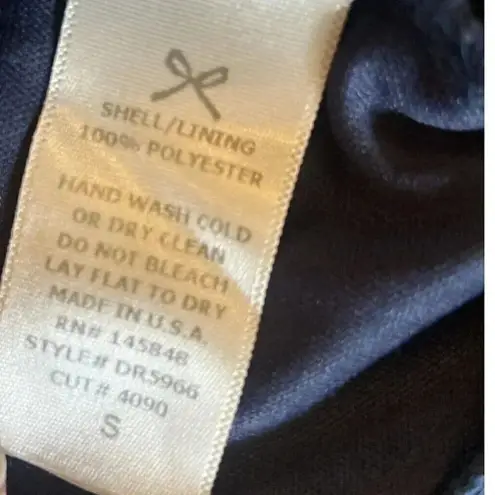 SHELL/LINING
100% POLYESTER
HAND WASH COLD
OR DRY CLEAN
DO NOT BLEACH
LAY FLAT TO DRY
MADE IN U.S.A.
RN# 145848
STYLE# DR5966
CUT# 4090
S